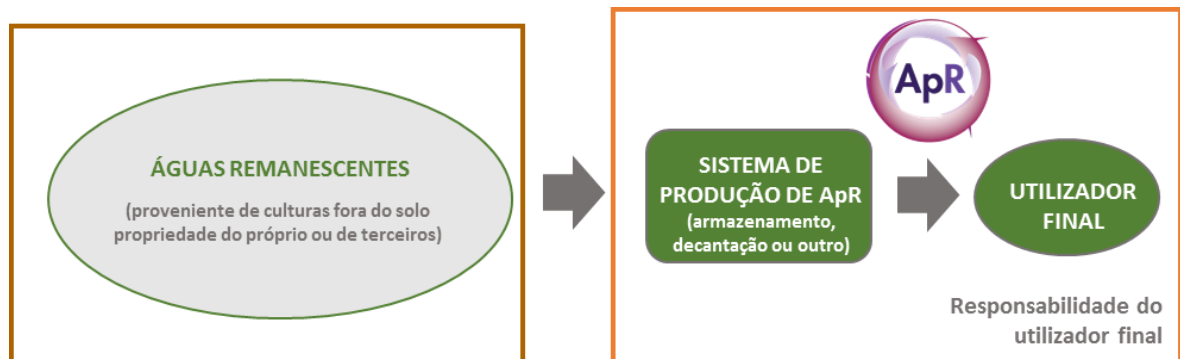 ÁGUAS REMANESCENTES
(proveniente de culturas fora do solo
propriedade do próprio ou de terceiros)
ApR
SISTEMA DE
PRODUÇÃO DE ApR
(armazenamento,
decantação ou outro)
UTILIZADOR
FINAL
Responsabilidade do
utilizador final